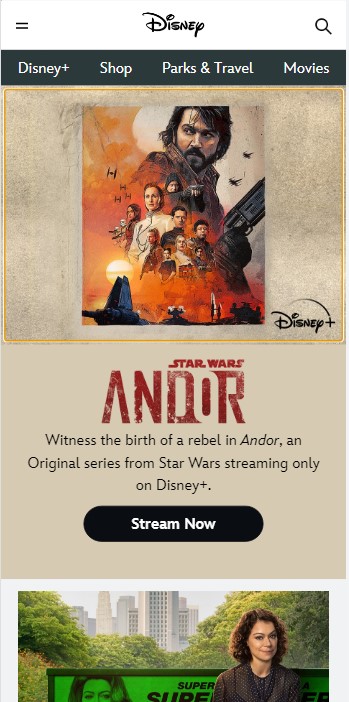 Disney
Disney+ Shop Parks & Travel Movies
Disney+
STAR WARS
ANDOR
Witness the birth of a rebel in Andor, an
Original series from Star Wars streaming only
on Disney+.
Stream Now
SUPER A
SUPER